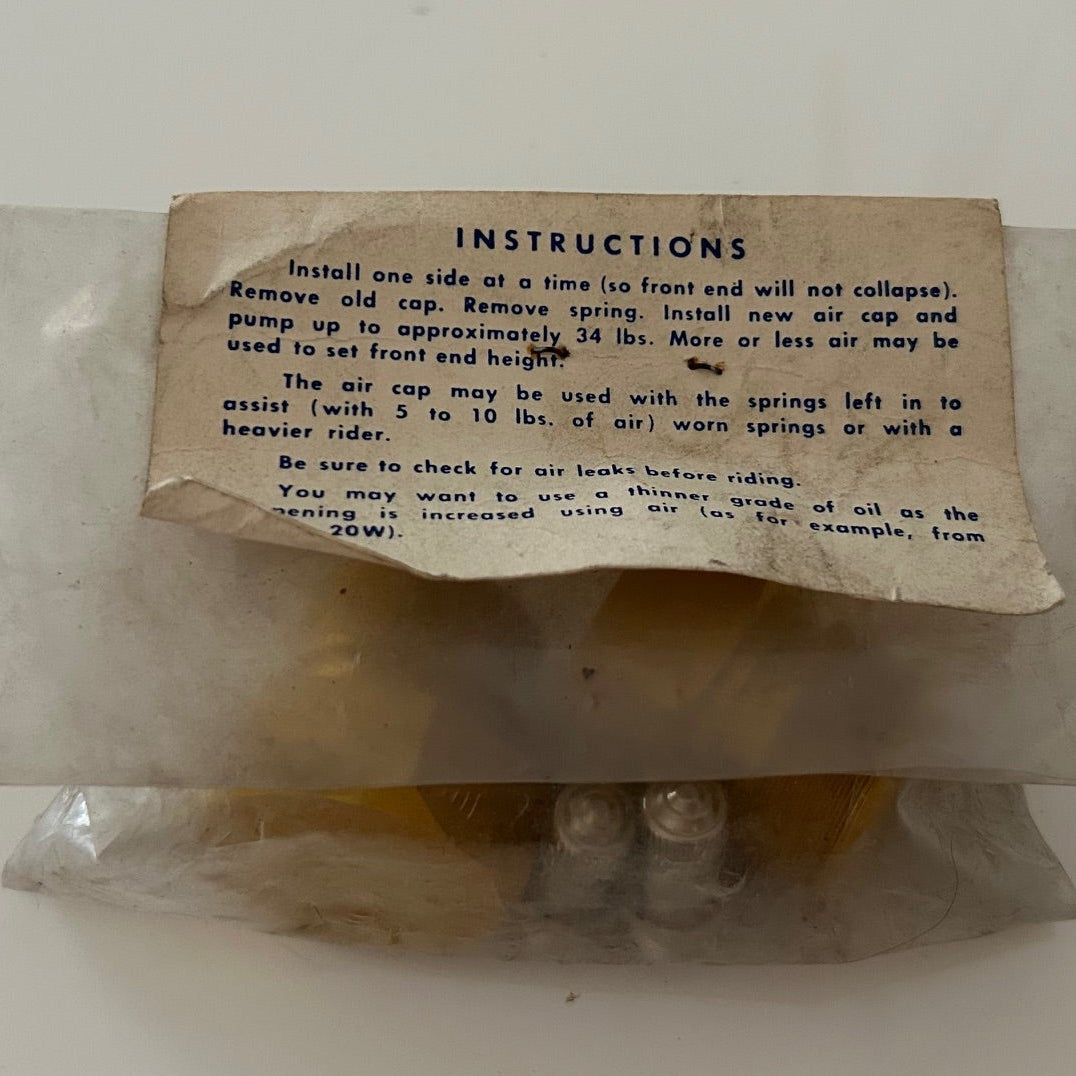 INSTRUCTIONS
Install one side at a time (so front end will not collapse).
Remove old cap. Remove spring. Install new air cap and
pump up to approximately 34 lbs. More or less air may be
used to set front end height.
The air cap may be used with the springs left in to
assist (with 5 to 10 lbs. of air) worn springs or with a
heavier rider.
Be sure to check for air leaks before riding.
You may want to use a thinner grade of oil as the
is increased using air (as for example, from
20W).